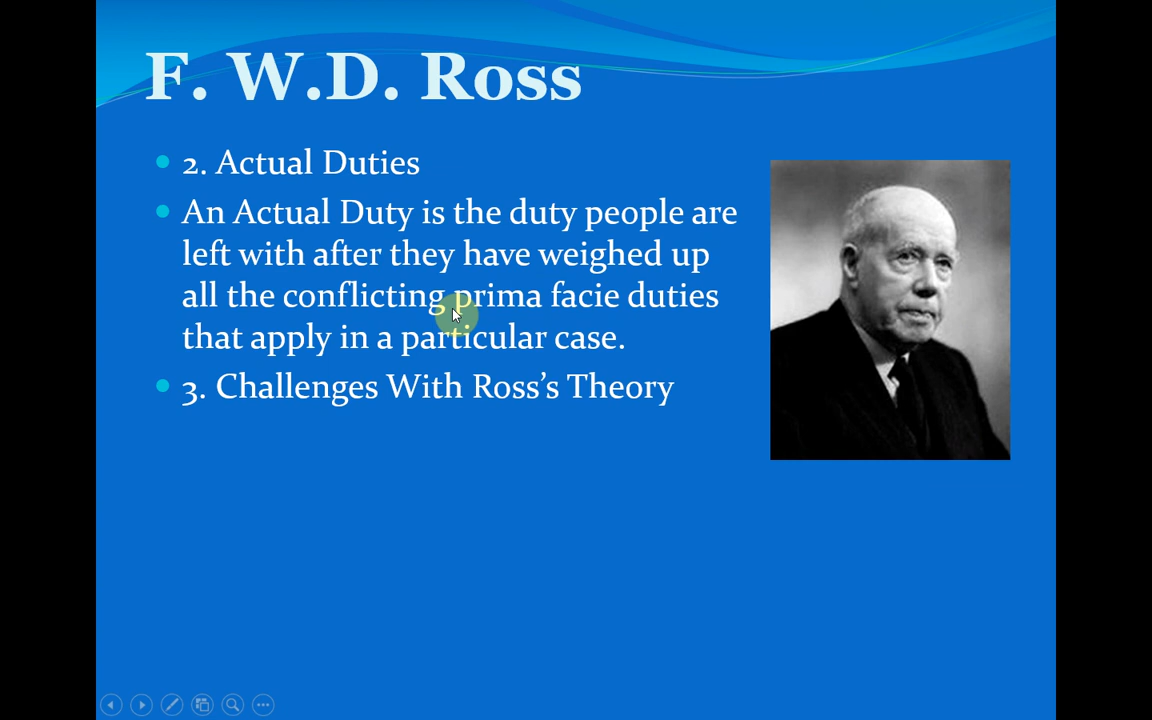 F. W.D. Ross
2. Actual Duties
An Actual Duty is the duty people are
left with after they have weighed up
all the conflicting prima facie duties
that apply in a particular case.
3. Challenges With Ross’s Theory